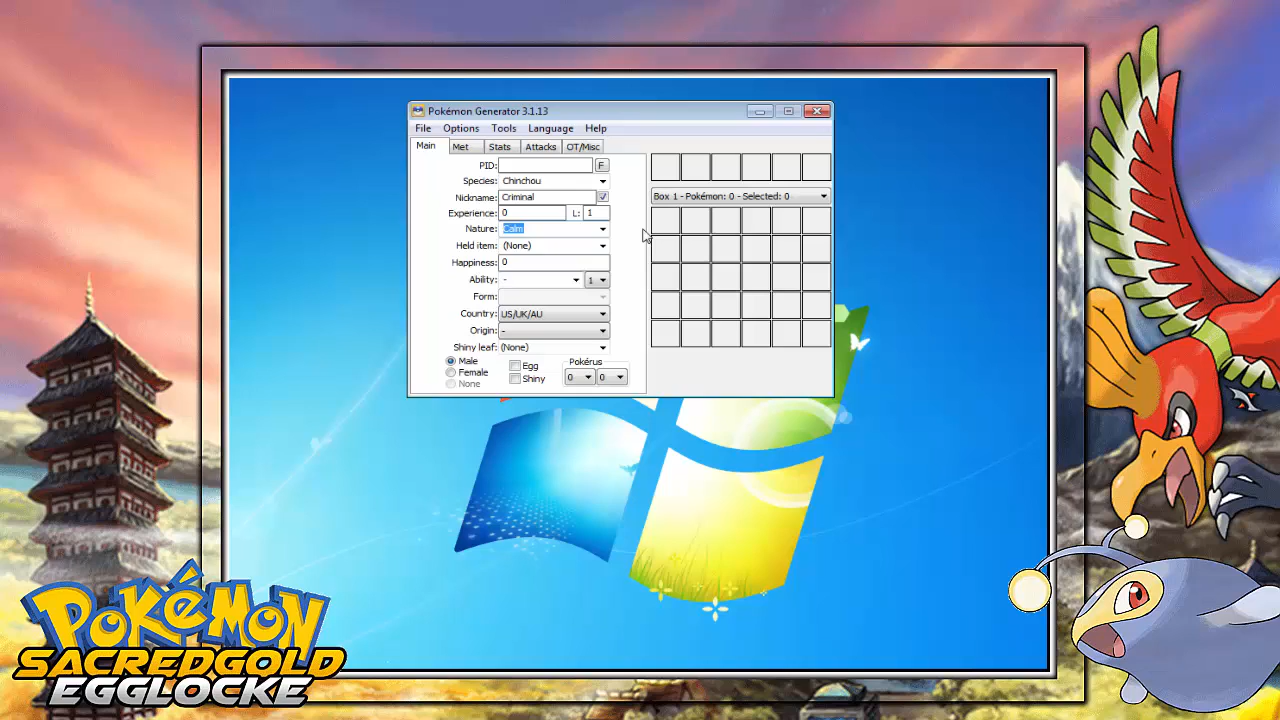 Pokémon Generator 3.1.13
File Options Tools Language Help
Main Met Stats Attacks OT/Misc
PID: F
Species: Chinchou
Nickname: Criminal
Experience: 0 L: 1
Nature: Calm
Held item: (None)
Happiness: 0
Ability: - 1
Form:
Country: US/UK/AU
Origin: -
Shiny leaf: (None)
Male
Female
None
Egg
Shiny
Pokérus
0 0
Box 1 - Pokémon: 0 - Selected: 0
POKéMON
SACREDGOLD
EGGLOCKE